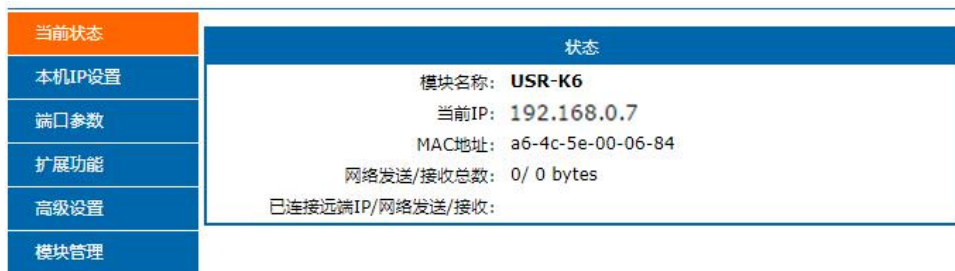 当前状态
本机IP设置
端口参数
扩展功能
高级设置
模块管理
状态
模块名称: USR-K6
当前IP: 192.168.0.7
MAC地址: a6-4c-5e-00-06-84
网络发送/接收总数: 0/ 0 bytes
已连接远端IP/网络发送/接收: